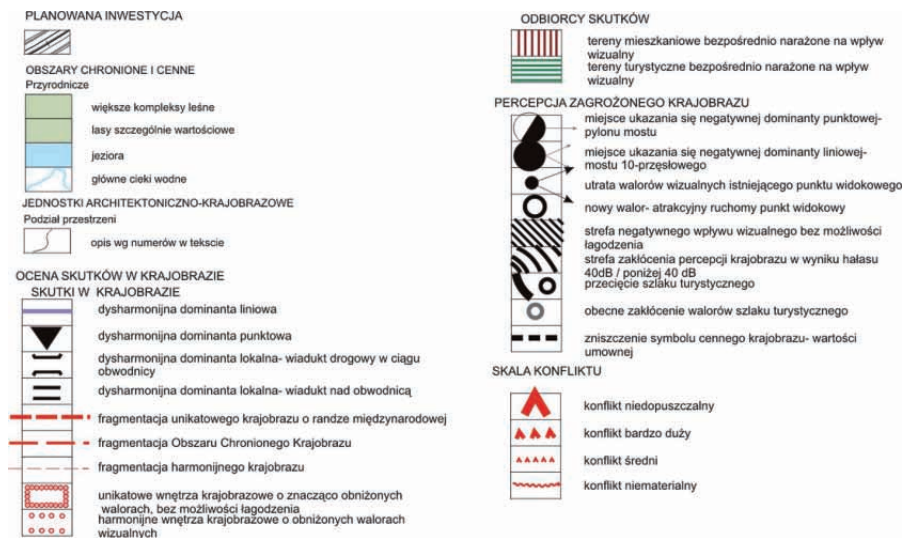 PLANOWANA INWESTYCJA
OBSZARY CHRONIONE I CENNE
Przyrodnicze
większe kompleksy leśne
lasy szczególnie wartościowe
jeziora
główne cieki wodne
JEDNOSTKI ARCHITEKTONICZNO-KRAJOBRAZOWE
Podział przestrzeni
opis wg numerów w tekscie
OCENA SKUTKÓW W KRAJOBRAZIE
SKUTKI W KRAJOBRAZIE
dysharmonijna dominanta liniowa
dysharmonijna dominanta punktowa
dysharmonijna dominanta lokalna- wiadukt drogowy w ciągu
obwodnicy
dysharmonijna dominanta lokalna- wiadukt nad obwodnicą
fragmentacja unikatowego krajobrazu o randze międzynarodowej
fragmentacja Obszaru Chronionego Krajobrazu
fragmentacja harmonijnego krajobrazu
unikatowe wnętrza krajobrazowe o znacząco obniżonych
walorach, bez możliwości łagodzenia
harmonijne wnętrza krajobrazowe o obniżonych walorach
wizualnych
ODBIORCY SKUTKÓW
tereny mieszkaniowe bezpośrednio narażone na wpływ
wizualny
tereny turystyczne bezpośrednio narażone na wpływ
wizualny
PERCEPCJA ZAGROŻONEGO KRAJOBRAZU
miejsce ukazania się negatywnej dominanty punktowej-
pylonu mostu
miejsce ukazania się negatywnej dominanty liniowej-
mostu 10-przęsłowego
utrata walorów wizualnych istniejącego punktu widokowego
nowy walor- atrakcyjny ruchomy punkt widokowy
strefa negatywnego wpływu wizualnego bez możliwości
łagodzenia
strefa zakłócenia percepcji krajobrazu w wyniku hałasu
40dB / poniżej 40 dB
przecięcie szlaku turystycznego
obecne zakłócenie walorów szlaku turystycznego
zniszczenie symbolu cennego krajobrazu- wartości
umownej
SKALA KONFLIKTU
konflikt niedopuszczalny
konflikt bardzo duży
konflikt średni
konflikt niematerialny